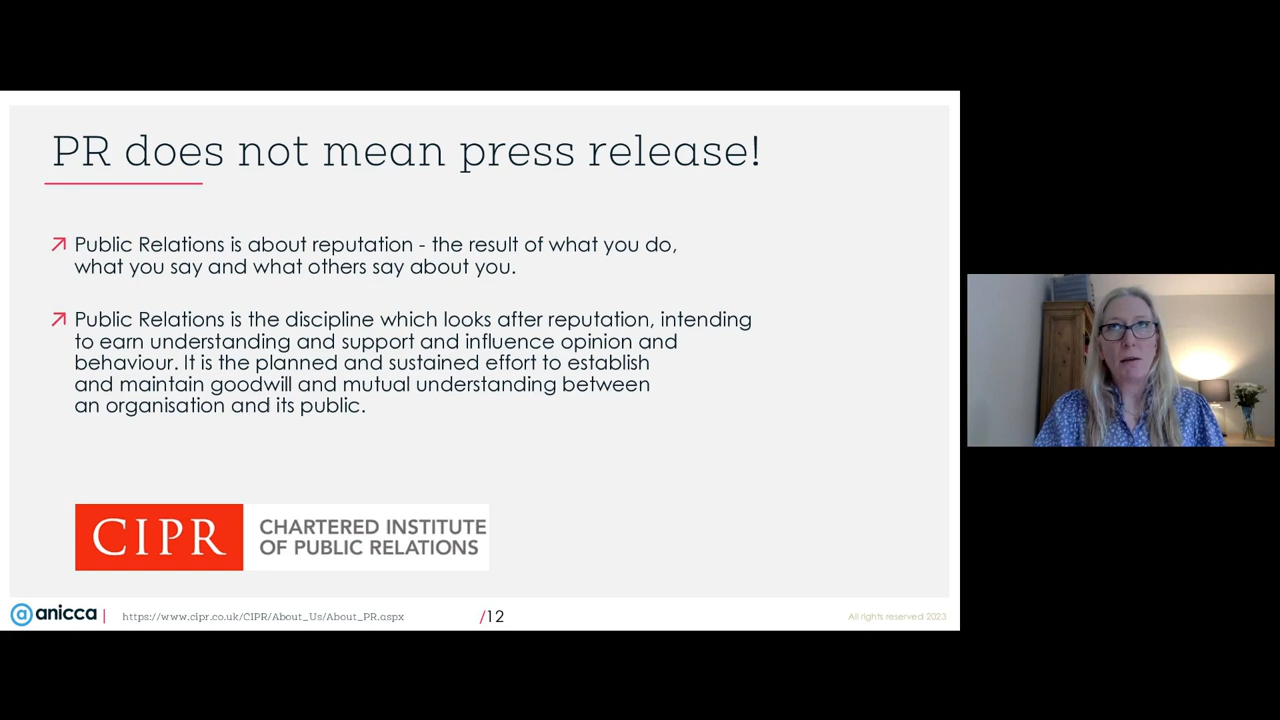 PR does not mean press release!
Public Relations is about reputation - the result of what you do,
what you say and what others say about you.
Public Relations is the discipline which looks after reputation, intending
to earn understanding and support and influence opinion and
behaviour. It is the planned and sustained effort to establish
and maintain goodwill and mutual understanding between
an organisation and its public.
CIPR
CHARTERED INSTITUTE
OF PUBLIC RELATIONS
@anicca | https://www.cipr.co.uk/CIPR/About_Us/About_PR.aspx /12 All rights reserved 2023